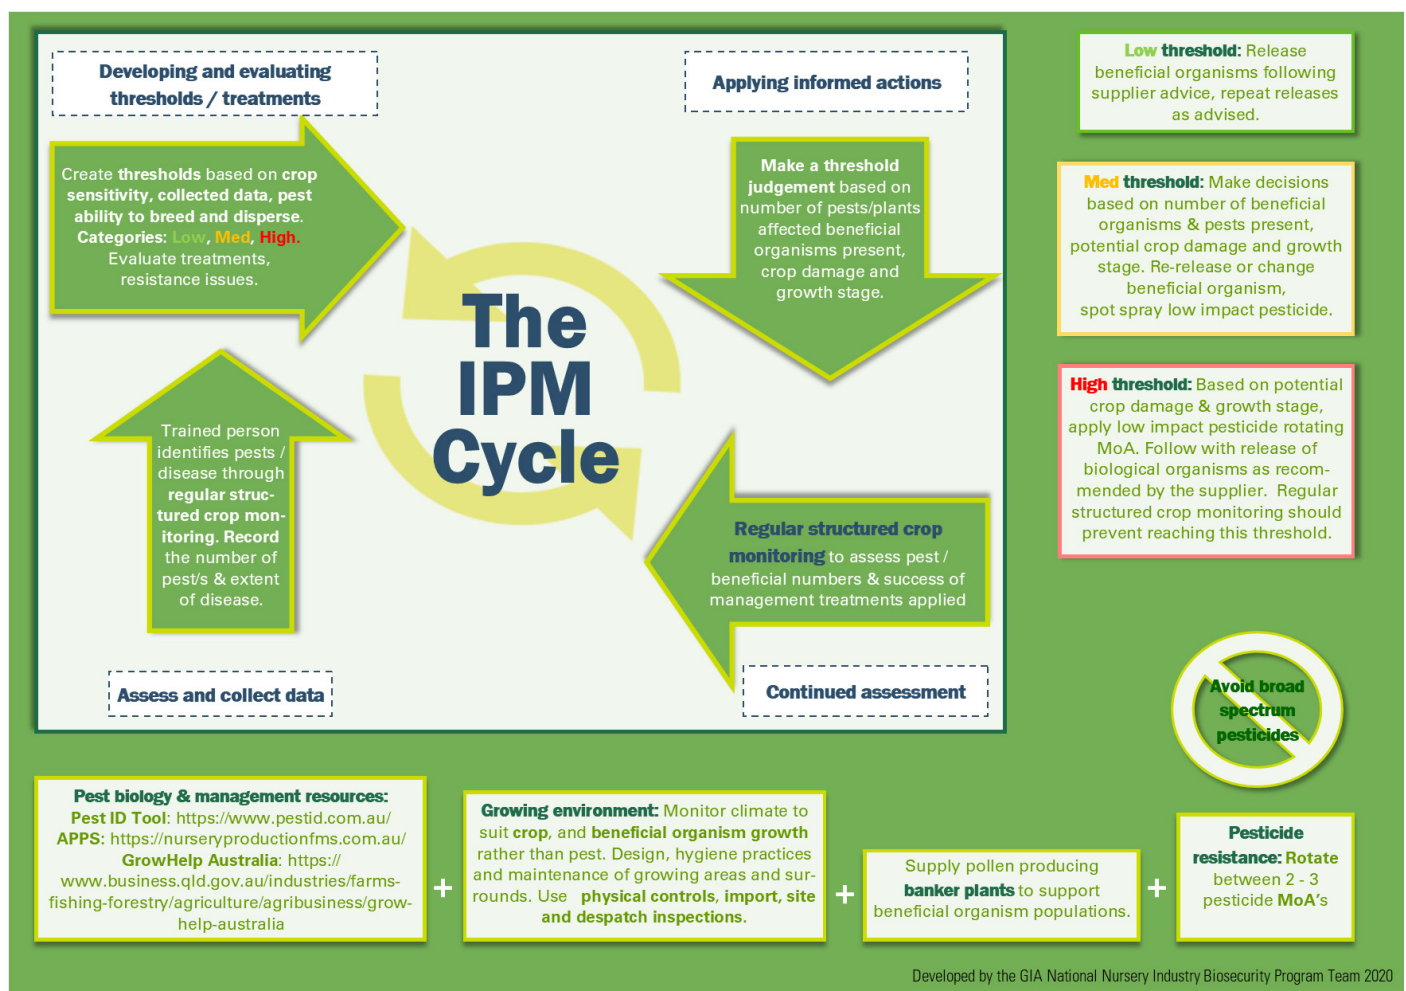 Developing and evaluating
thresholds / treatments
Create thresholds based on crop
sensitivity, collected data, pest
ability to breed and disperse.
Categories: Low, Med, High.
Evaluate treatments,
resistance issues.
Applying informed actions
Make a threshold
judgement based on
number of pests/plants
affected beneficial
organisms present,
crop damage and
growth stage.
The
IPM
Cycle
Trained person
identifies pests /
disease through
regular struc-
tured crop mon-
itoring. Record
the number of
pest/s & extent
of disease.
Assess and collect data
Regular structured crop
monitoring to assess pest /
beneficial numbers & success of
management treatments applied
Continued assessment
Low threshold: Release
beneficial organisms following
supplier advice, repeat releases
as advised.
Med threshold: Make decisions
based on number of beneficial
organisms & pests present,
potential crop damage and growth
stage. Re-release or change
beneficial organism,
spot spray low impact pesticide.
High threshold: Based on potential
crop damage & growth stage,
apply low impact pesticide rotating
MoA. Follow with release of
biological organisms as recom-
mended by the supplier. Regular
structured crop monitoring should
prevent reaching this threshold.
Avoid broad
spectrum
pesticides
Pest biology & management resources:
Pest ID Tool: https://www.pestid.com.au/
APPS: https://nurseryproductionfms.com.au/
GrowHelp Australia: https://
www.business.qld.gov.au/industries/farms-
fishing-forestry/agriculture/agribusiness/grow-
help-australia
+
Growing environment: Monitor climate to
suit crop, and beneficial organism growth
rather than pest. Design, hygiene practices
and maintenance of growing areas and sur-
rounds. Use physical controls, import, site
and despatch inspections.
+
Supply pollen producing
banker plants to support
beneficial organism populations.
+
Pesticide
resistance: Rotate
between 2 - 3
pesticide MoA's
Developed by the GIA National Nursery Industry Biosecurity Program Team 2020